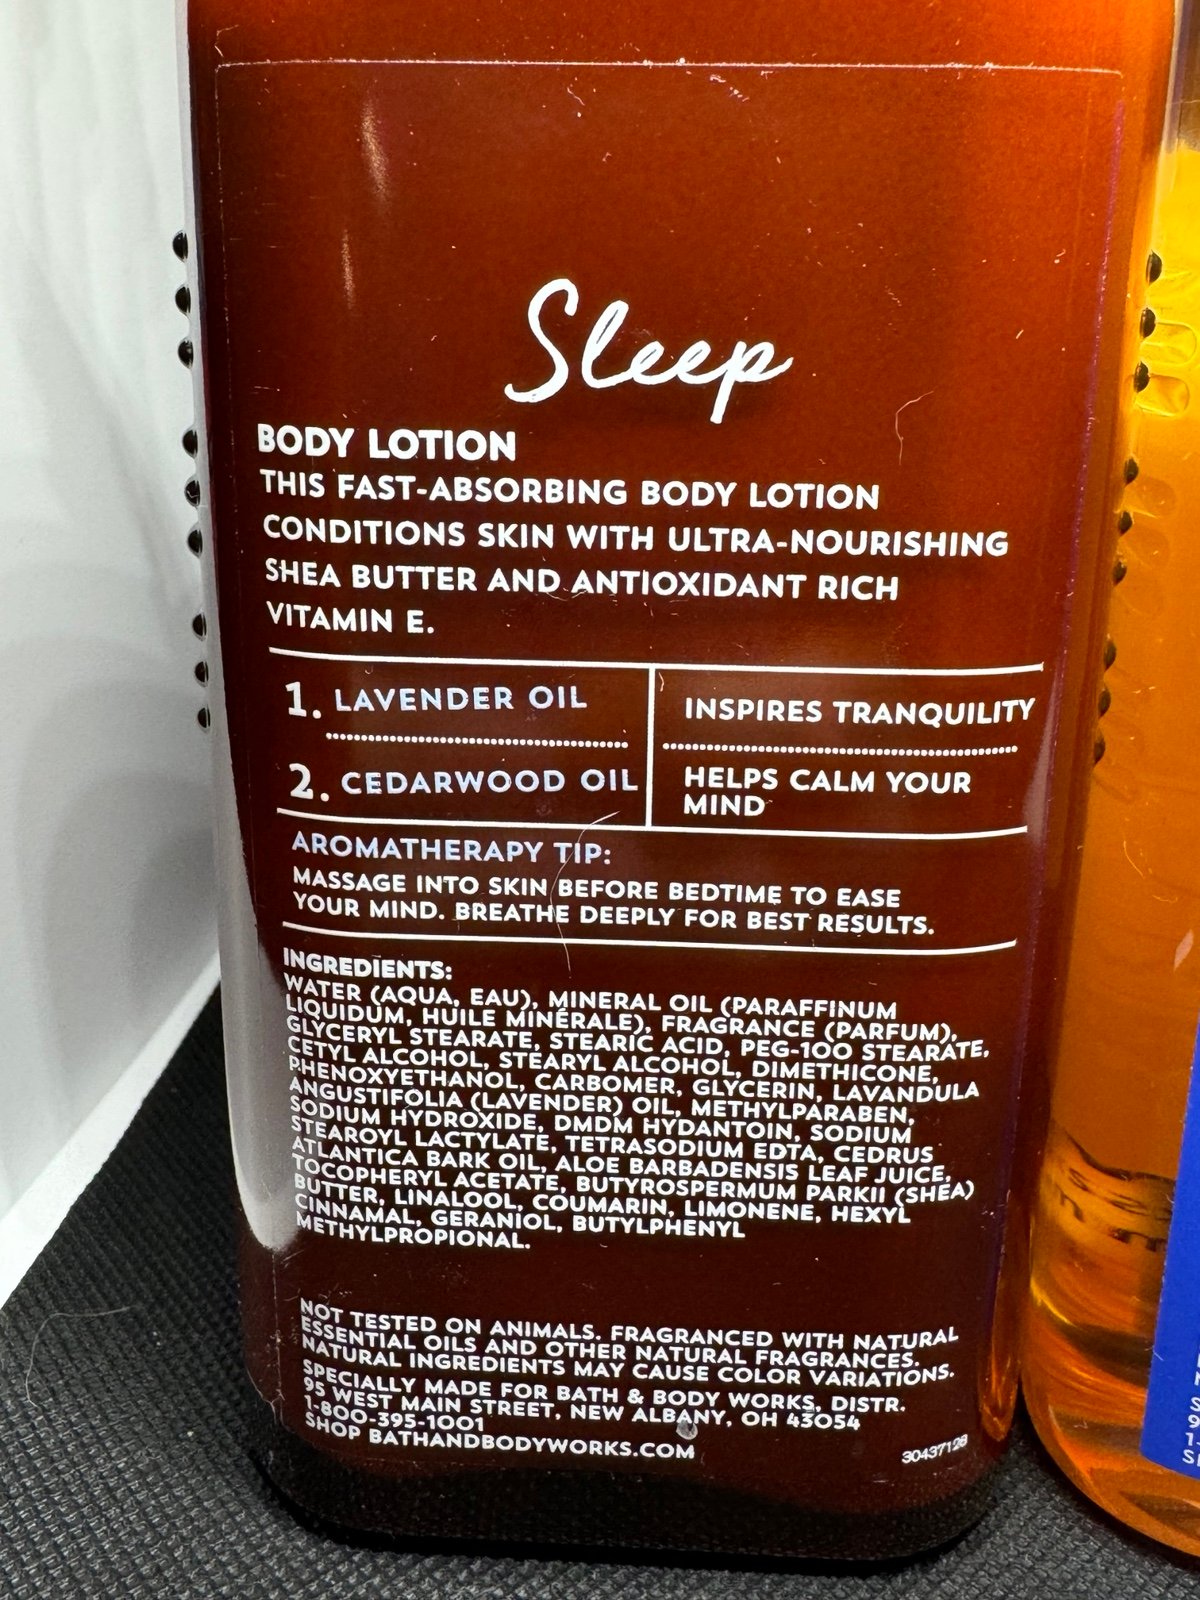 Sleep
BODY LOTION
THIS FAST-ABSORBING BODY LOTION
CONDITIONS SKIN WITH ULTRA-NOURISHING
SHEA BUTTER AND ANTIOXIDANT RICH
VITAMIN E.
1. LAVENDER OIL
INSPIRES TRANQUILITY
2. CEDARWOOD OIL
HELPS CALM YOUR
MIND
AROMATHERAPY TIP:
MASSAGE INTO SKIN BEFORE BEDTIME TO EASE
YOUR MIND. BREATHE DEEPLY FOR BEST RESULTS.
INGREDIENTS:
WATER (AQUA, EAU), MINERAL OIL (PARAFFINUM
LIQUIDUM, HUILE MINÉRALE), FRAGRANCE (PARFUM),
GLYCERYL STEARATE, STEARIC ACID, PEG-100 STEARATE,
CETYL ALCOHOL, STEARYL ALCOHOL, DIMETHICONE,
PHENOXYETHANOL, CARBOMER, GLYCERIN, LAVANDULA
ANGUSTIFOLIA (LAVENDER) OIL, METHYLPARABEN,
SODIUM HYDROXIDE, DMDM HYDANTOIN, SODIUM
STEAROYL LACTYLATE, TETRASODIUM EDTA, CEDRUS
ATLANTICA BARK OIL, ALOE BARBADENSIS LEAF JUICE,
TOCOPHERYL ACETATE, BUTYROSPERMUM PARKII (SHEA)
BUTTER, LINALOOL, COUMARIN, LIMONENE, HEXYL
CINNAMAL, GERANIOL, BUTYLPHENYL
METHYLPROPIONAL.
NOT TESTED ON ANIMALS. FRAGRANCED WITH NATURAL
ESSENTIAL OILS AND OTHER NATURAL FRAGRANCES.
NATURAL INGREDIENTS MAY CAUSE COLOR VARIATIONS.
SPECIALLY MADE FOR BATH & BODY WORKS, DISTR.
95 WEST MAIN STREET, NEW ALBANY, OH 43054
1-800-395-1001
SHOP BATHANDBODYWORKS.COM
30437128